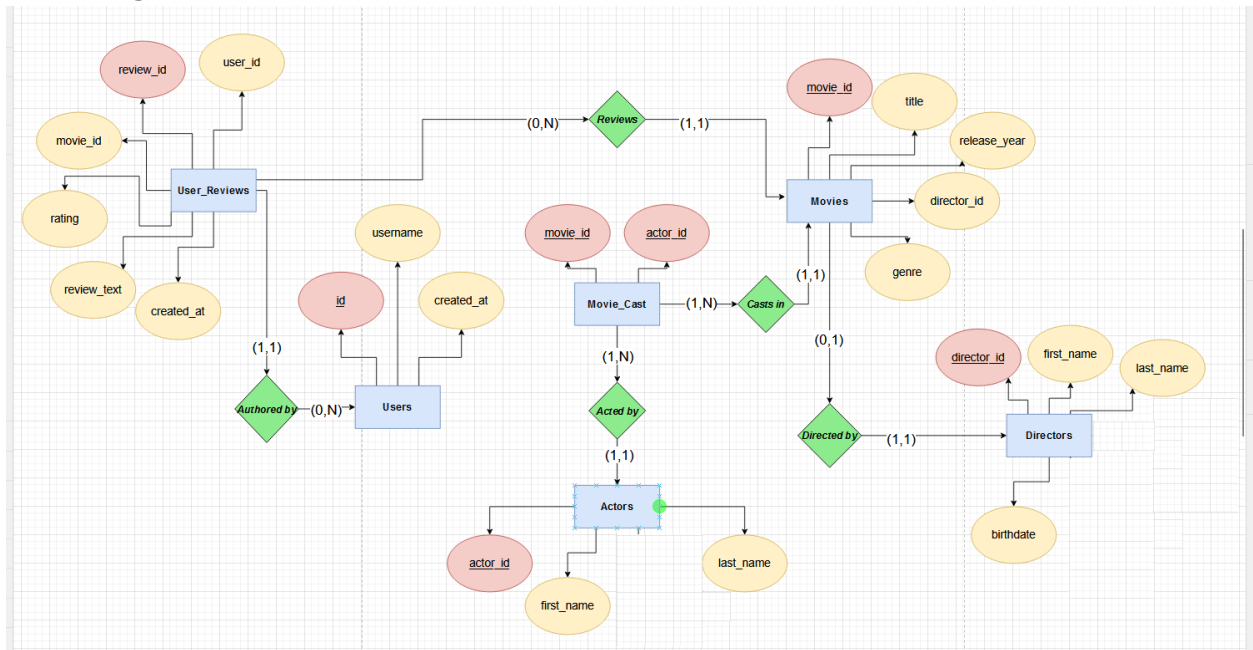 review_id
user_id
movie_id
User_Reviews
rating
review_text
created_at
(0,N)
Reviews
(1,1)
movie_id
title
release_year
Movies
director_id
genre
username
id
created_at
(1,1)
Authored by
(0,N)
Users
movie_id
actor_id
Movie_Cast
(1,N)
Casts in
(1,1)
(1,N)
Acted by
(1,1)
Actors
actor_id
first_name
last_name
(0,1)
Directed by
(1,1)
director_id
first_name
last_name
Directors
birthdate